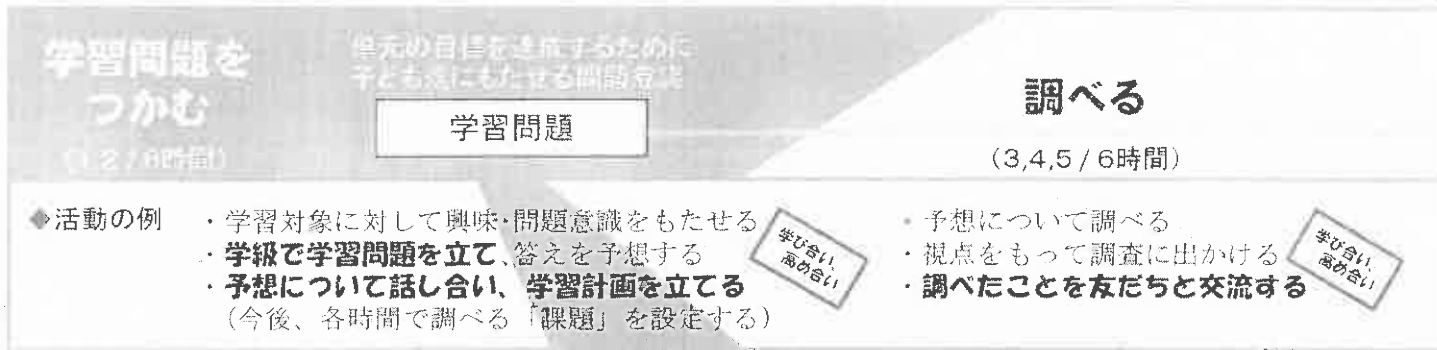 学習問題を
つかむ
(1,2 / 6時間)
単元の目標を達成するために
子ども達にもたせる問題意識
学習問題
調べる
(3,4,5 / 6時間)
◆活動の例
・学習対象に対して興味・問題意識をもたせる
・学級で学習問題を立て、答えを予想する
・予想について話し合い、学習計画を立てる
(今後、各時間で調べる「課題」を設定する)
学び合い、
高め合い
・予想について調べる
・視点をもって調査に出かける
・調べたことを友だちと交流する
学び合い、
高め合い